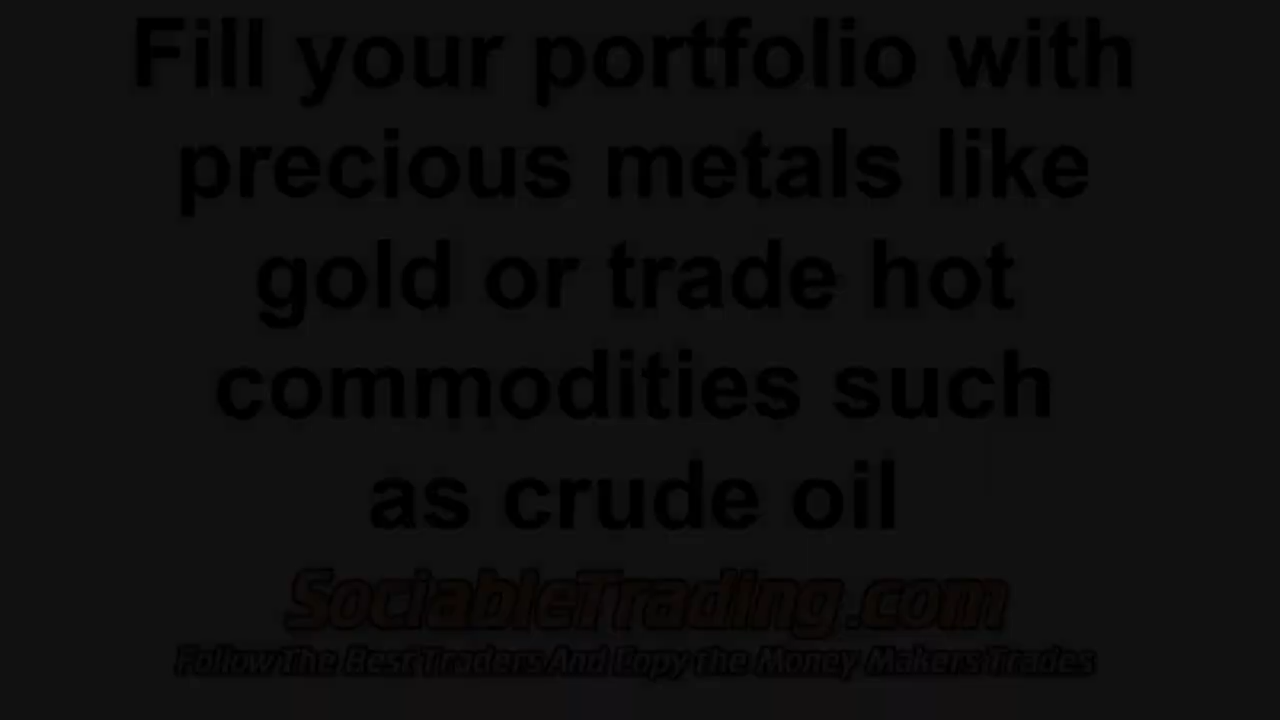 Fill your portfolio with
precious metals like
gold or trade hot
commodities such
as crude oil
SociableTrading.com
Follow The Best Traders And Copy the Money Makers Trades